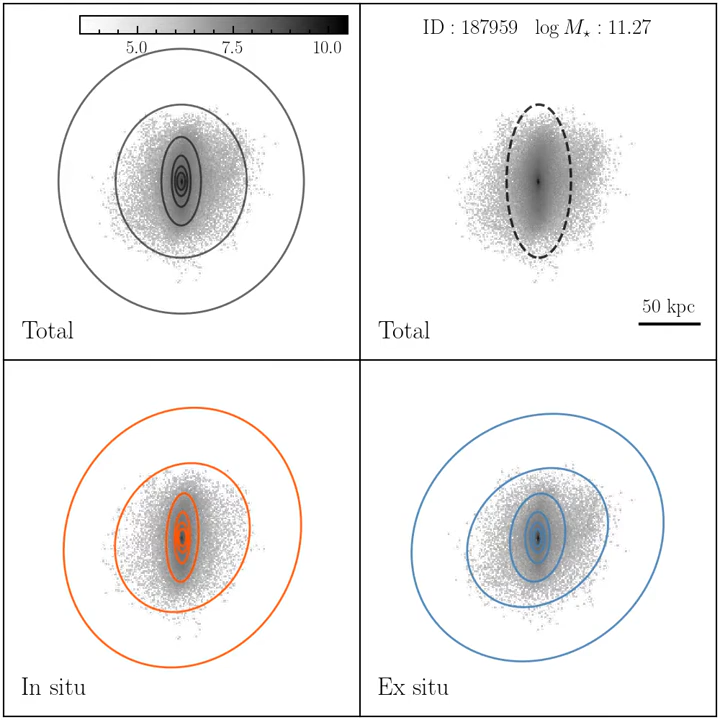 5.0 7.5 10.0
ID : 187959 log M⋆ : 11.27
Total
Total
50 kpc
In situ
Ex situ